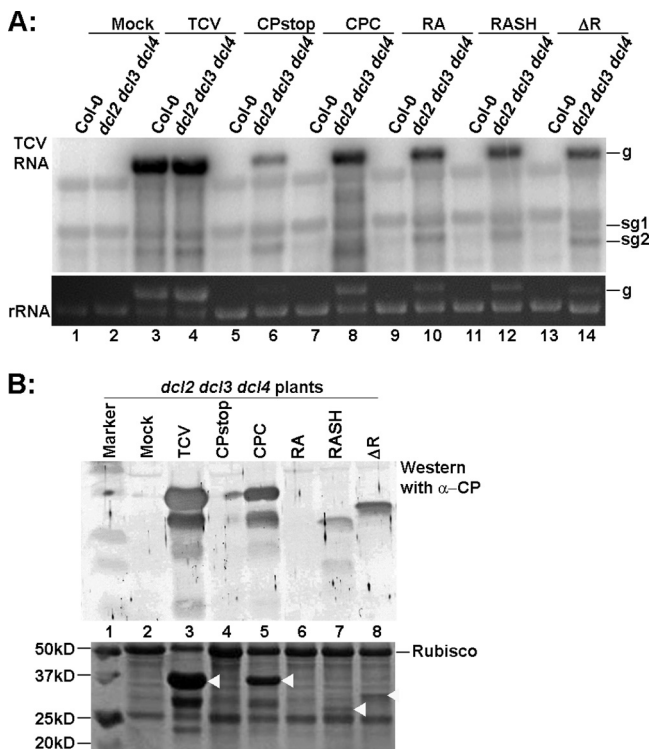 A:
Mock TCV CPstop CPC RA RASH ΔR
Col-0 dcl2 dcl3 dcl4 Col-0 dcl2 dcl3 dcl4 Col-0 dcl2 dcl3 dcl4 Col-0 dcl2 dcl3 dcl4 Col-0 dcl2 dcl3 dcl4 Col-0 dcl2 dcl3 dcl4 Col-0 dcl2 dcl3 dcl4
TCV
RNA
g
sg1
sg2
g
rRNA
1 2 3 4 5 6 7 8 9 10 11 12 13 14
B:
dcl2 dcl3 dcl4 plants
Marker Mock TCV CPstop CPC RA RASH ΔR
Western
with α-CP
1 2 3 4 5 6 7 8
50kD Rubisco
37kD
25kD
20kD